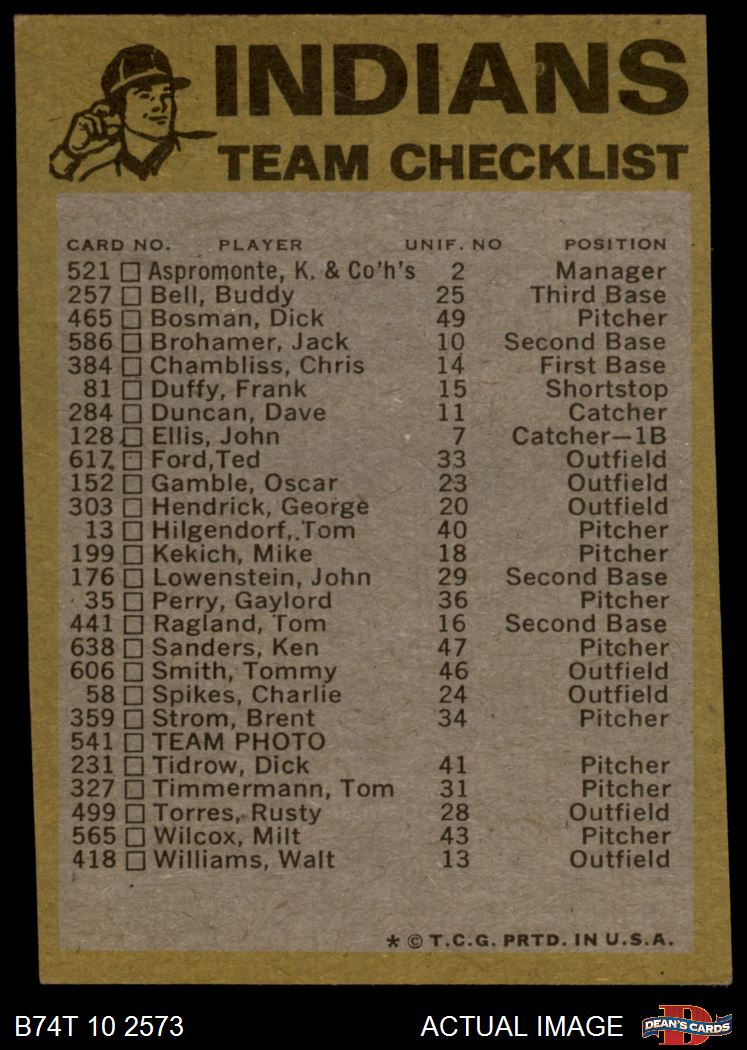 INDIANS
TEAM CHECKLIST
CARD NO. PLAYER UNIF. NO POSITION
521 Aspromonte, K. & Co'h's 2 Manager
257 Bell, Buddy 25 Third Base
465 Bosman, Dick 49 Pitcher
586 Brohamer, Jack 10 Second Base
384 Chambliss, Chris 14 First Base
81 Duffy, Frank 15 Shortstop
284 Duncan, Dave 11 Catcher
128 Ellis, John 7 Catcher—1B
617 Ford,Ted 33 Outfield
152 Gamble, Oscar 23 Outfield
303 Hendrick, George 20 Outfield
13 Hilgendorf, Tom 40 Pitcher
199 Kekich, Mike 18 Pitcher
176 Lowenstein, John 29 Second Base
35 Perry, Gaylord 36 Pitcher
441 Ragland, Tom 16 Second Base
638 Sanders, Ken 47 Pitcher
606 Smith, Tommy 46 Outfield
58 Spikes, Charlie 24 Outfield
359 Strom, Brent 34 Pitcher
541 TEAM PHOTO
231 Tidrow, Dick 41 Pitcher
327 Timmermann, Tom 31 Pitcher
499 Torres, Rusty 28 Outfield
565 Wilcox, Milt 43 Pitcher
418 Williams, Walt 13 Outfield
* © T.C.G. PRTD. IN U.S.A.
B74T 10 2573 ACTUAL IMAGE DEAN'S CARDS